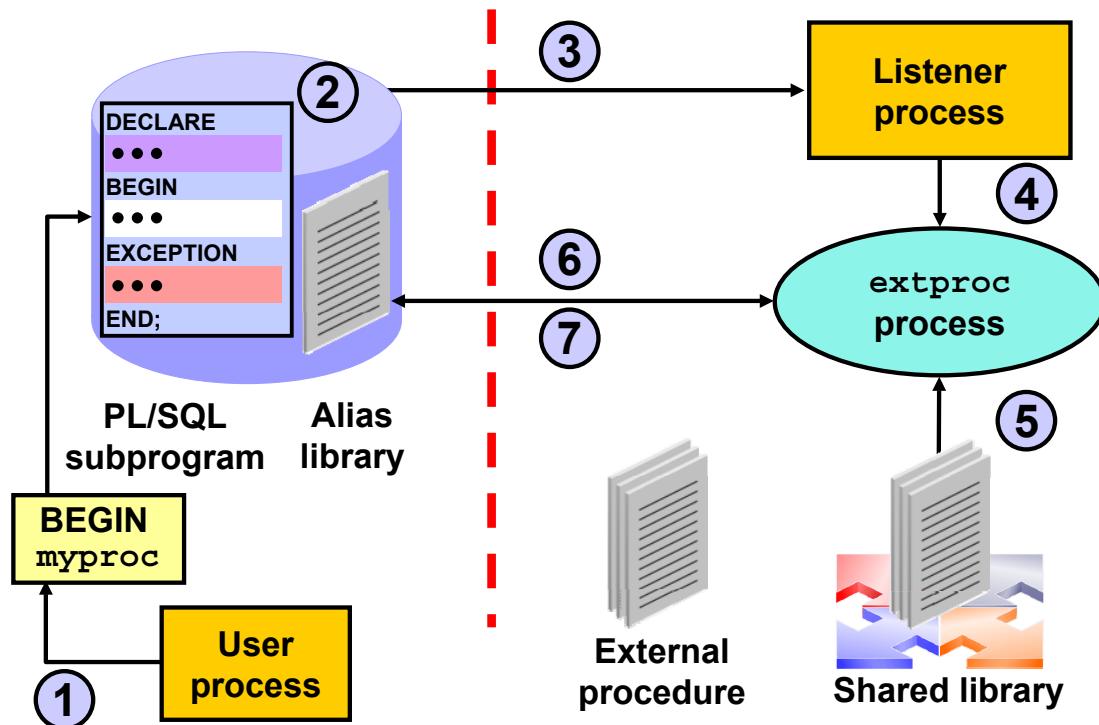 3
Listener
process
2
DECLARE
•••
BEGIN
•••
EXCEPTION
•••
END;
4
6
extproc
process
7
PL/SQL
subprogram
Alias
library
5
BEGIN
myproc
User
process
1
External
procedure
Shared library